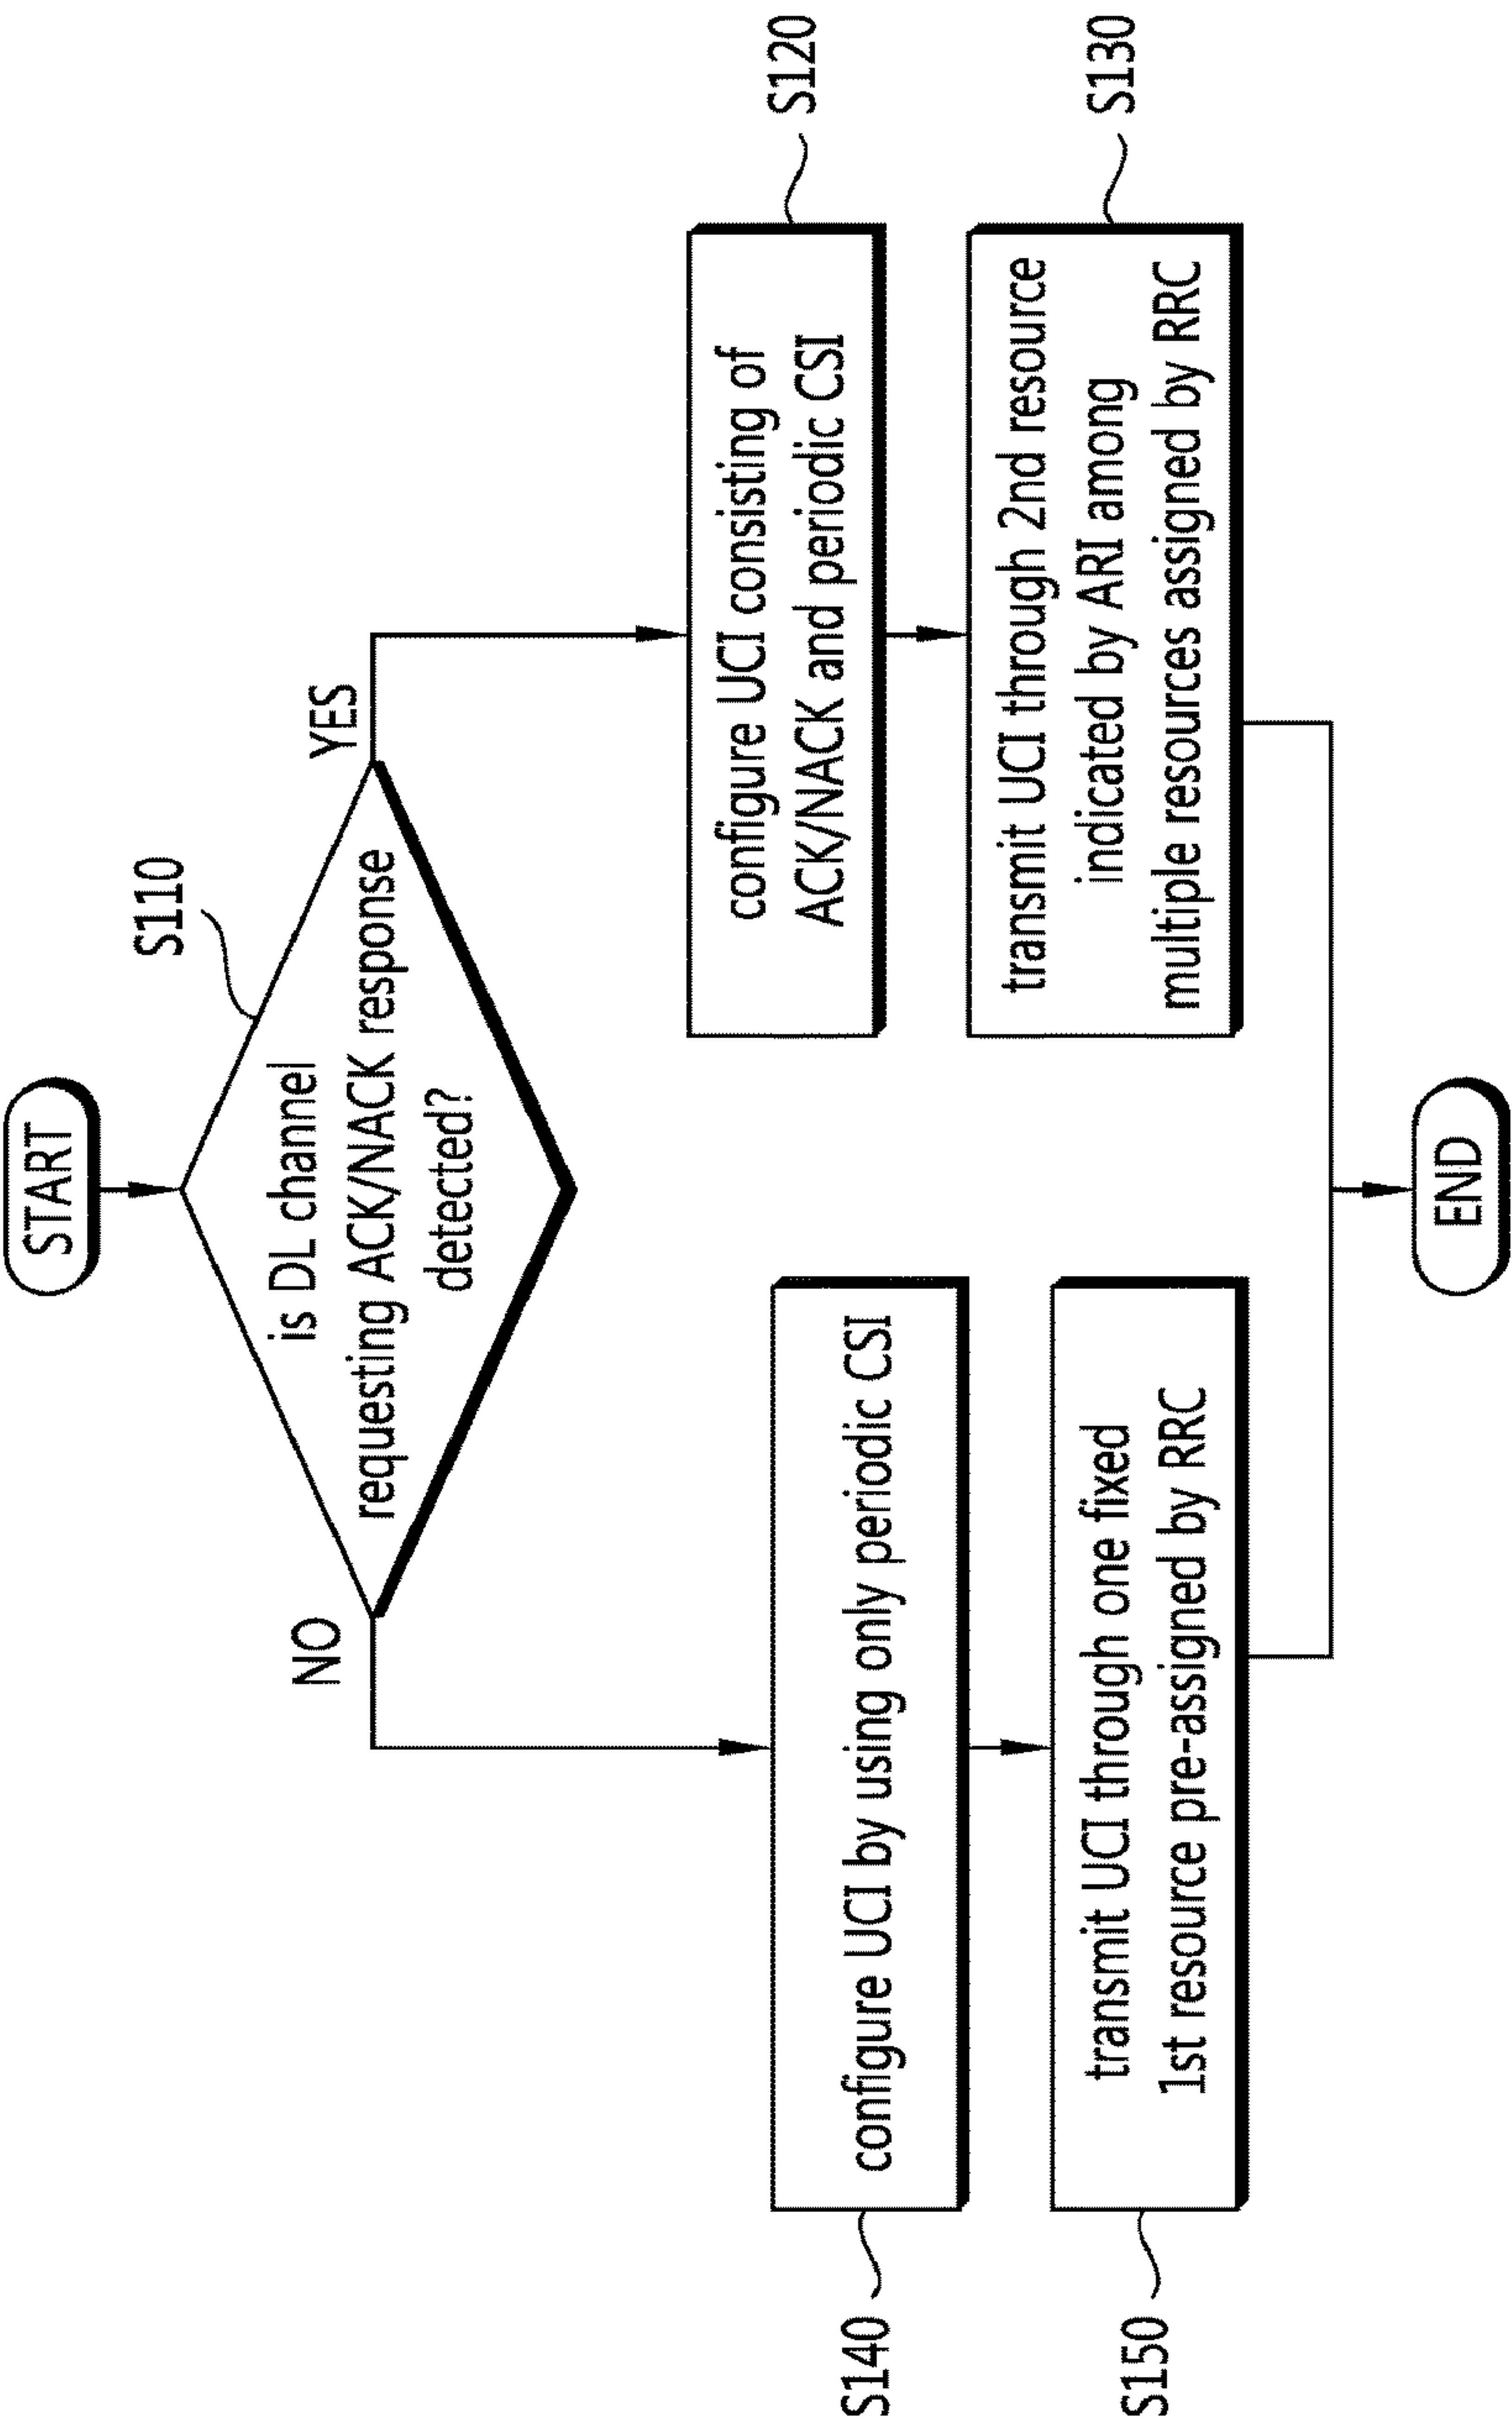 START
S110
is DL channel
requesting ACK/NACK response
detected?
NO
YES
S140
configure UCI by using only periodic CSI
S150
transmit UCI through one fixed
1st resource pre-assigned by RRC
configure UCI consisting of
ACK/NACK and periodic CSI
S120
transmit UCI through 2nd resource
indicated by ARI among
multiple resources assigned by RRC
S130
END